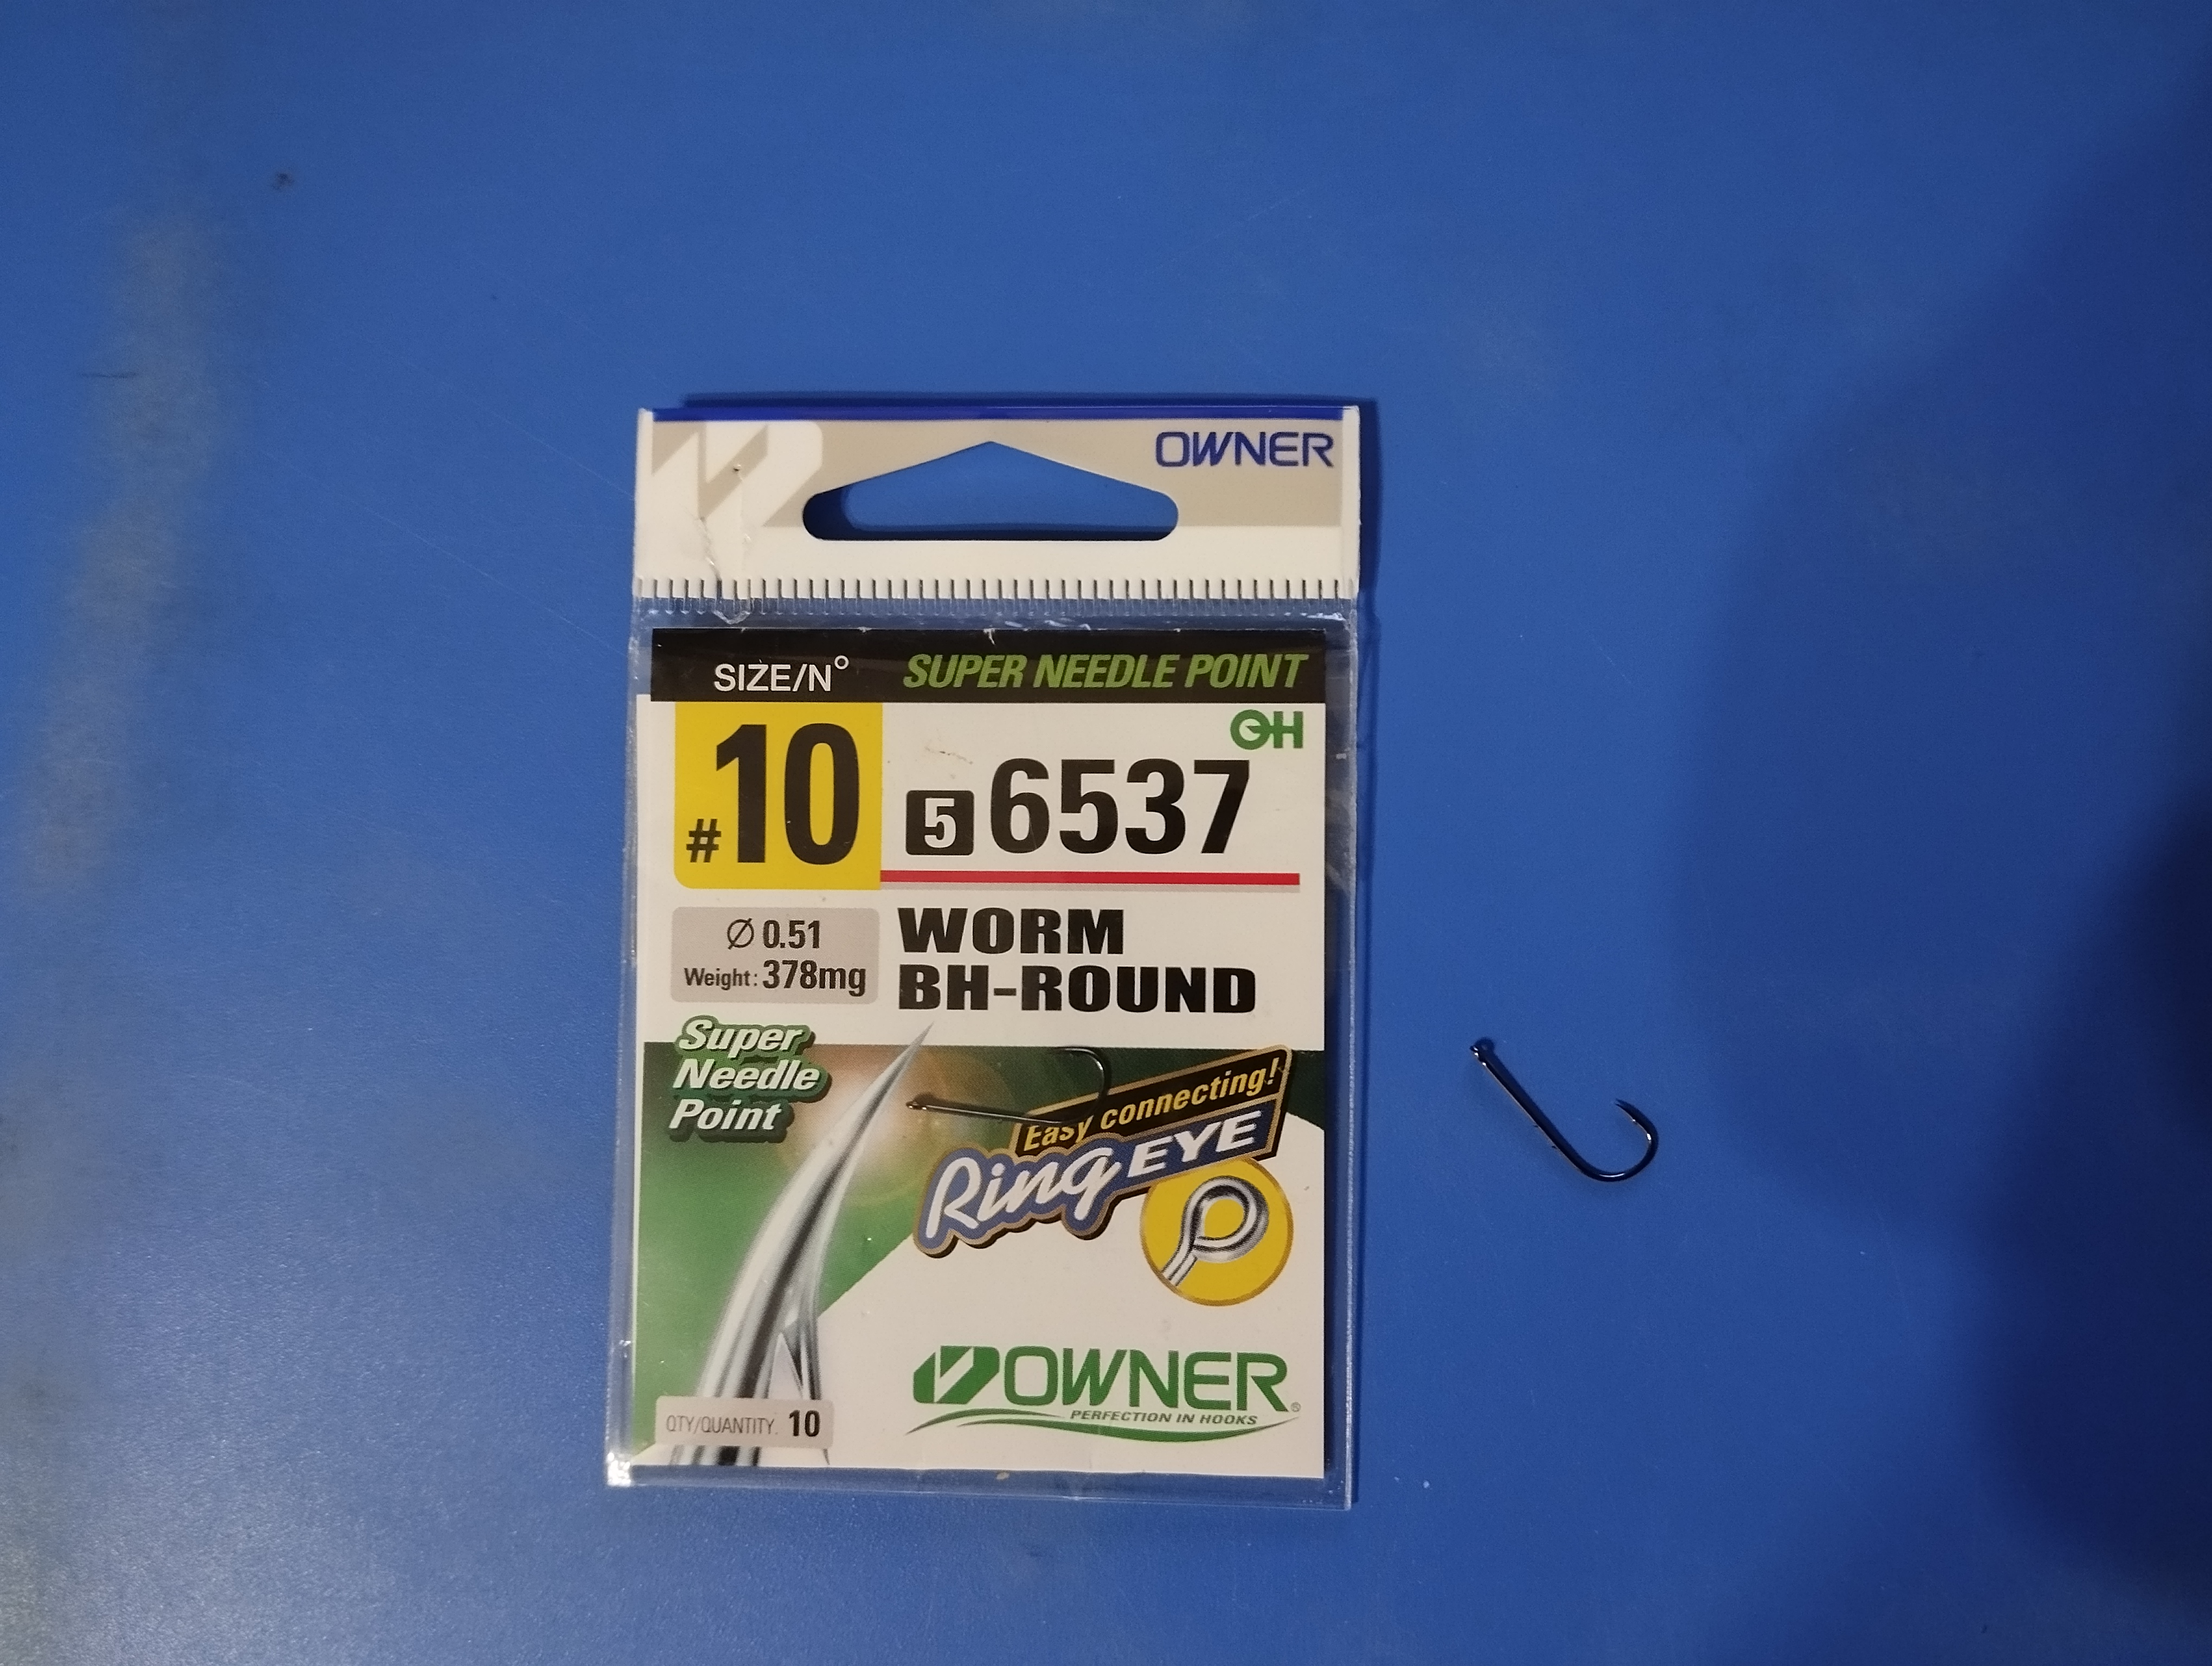 OWNER
SIZE/N° SUPER NEEDLE POINT
#10
5 6537
Ø 0.51
Weight: 378mg
WORM
BH-ROUND
Super
Needle
Point
Easy connecting!
Ring EYE
OWNER®
PERFECTION IN HOOKS
QTY/QUANTITY. 10